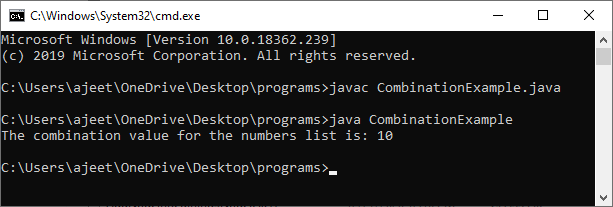 C:\Windows\System32\cmd.exe
Microsoft Windows [Version 10.0.18362.239]
(c) 2019 Microsoft Corporation. All rights reserved.
C:\Users\ajeet\OneDrive\Desktop\programs>javac CombinationExample.java
C:\Users\ajeet\OneDrive\Desktop\programs>java CombinationExample
The combination value for the numbers list is: 10
C:\Users\ajeet\OneDrive\Desktop\programs>